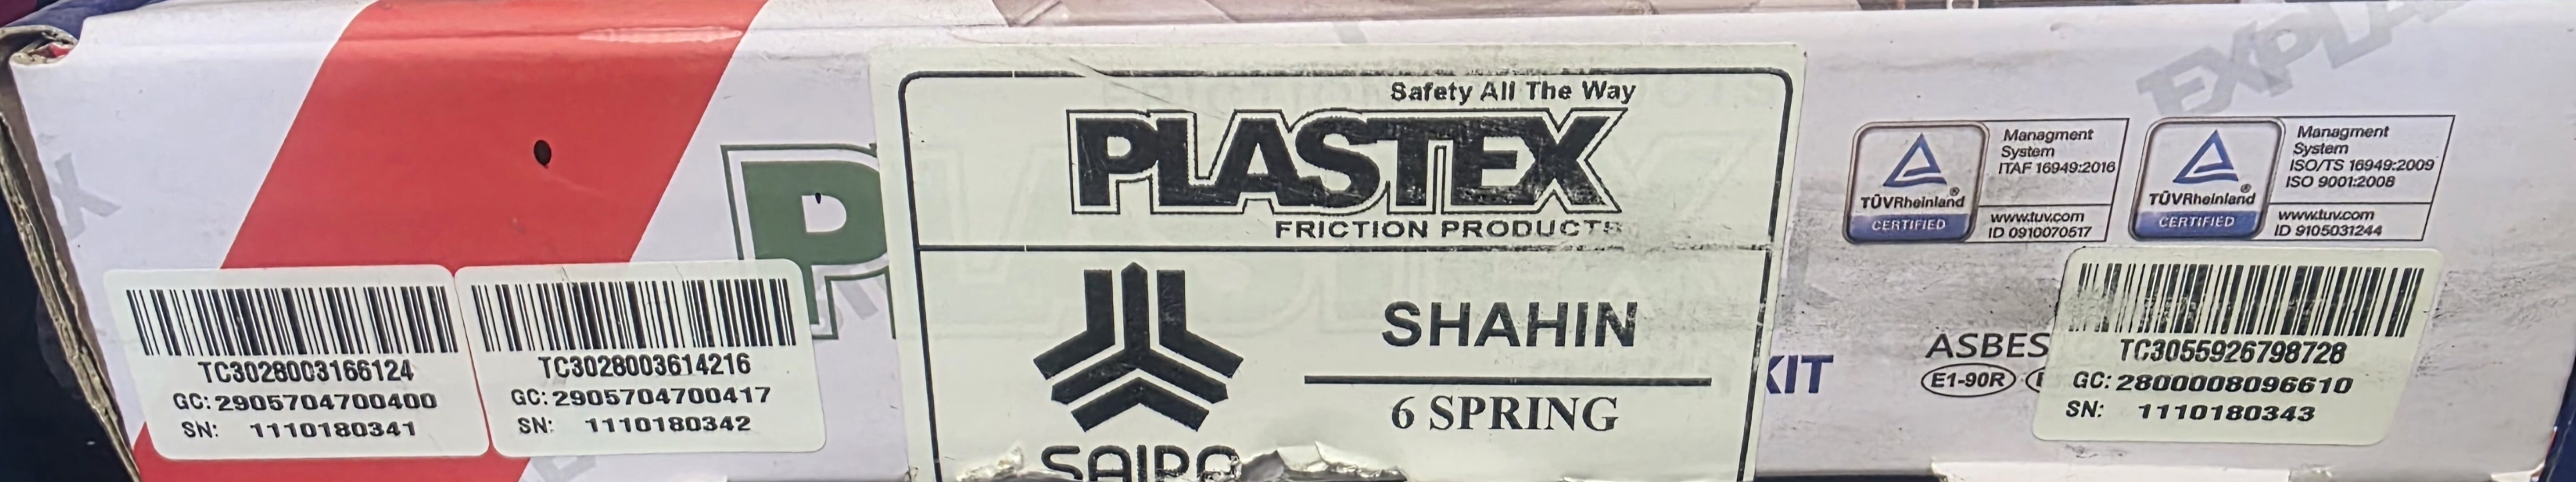 EXPLA
Safety All The Way
PLASTEX
FRICTION PRODUCTS
SHAHIN
6 SPRING
SAIPA
P
KIT
Managment
System
ITAF 16949:2016
TÜVRheinland®
CERTIFIED
www.tuv.com
ID 0910070517
Managment
System
ISO/TS 16949:2009
ISO 9001:2008
TÜVRheinland®
CERTIFIED
www.tuv.com
ID 9105031244
ASBES
E1-90R
TC3028003166124
GC: 2905704700400
SN: 1110180341
TC3028003614216
GC: 2905704700417
SN: 1110180342
TC3055926798728
GC: 2800008096610
SN: 1110180343